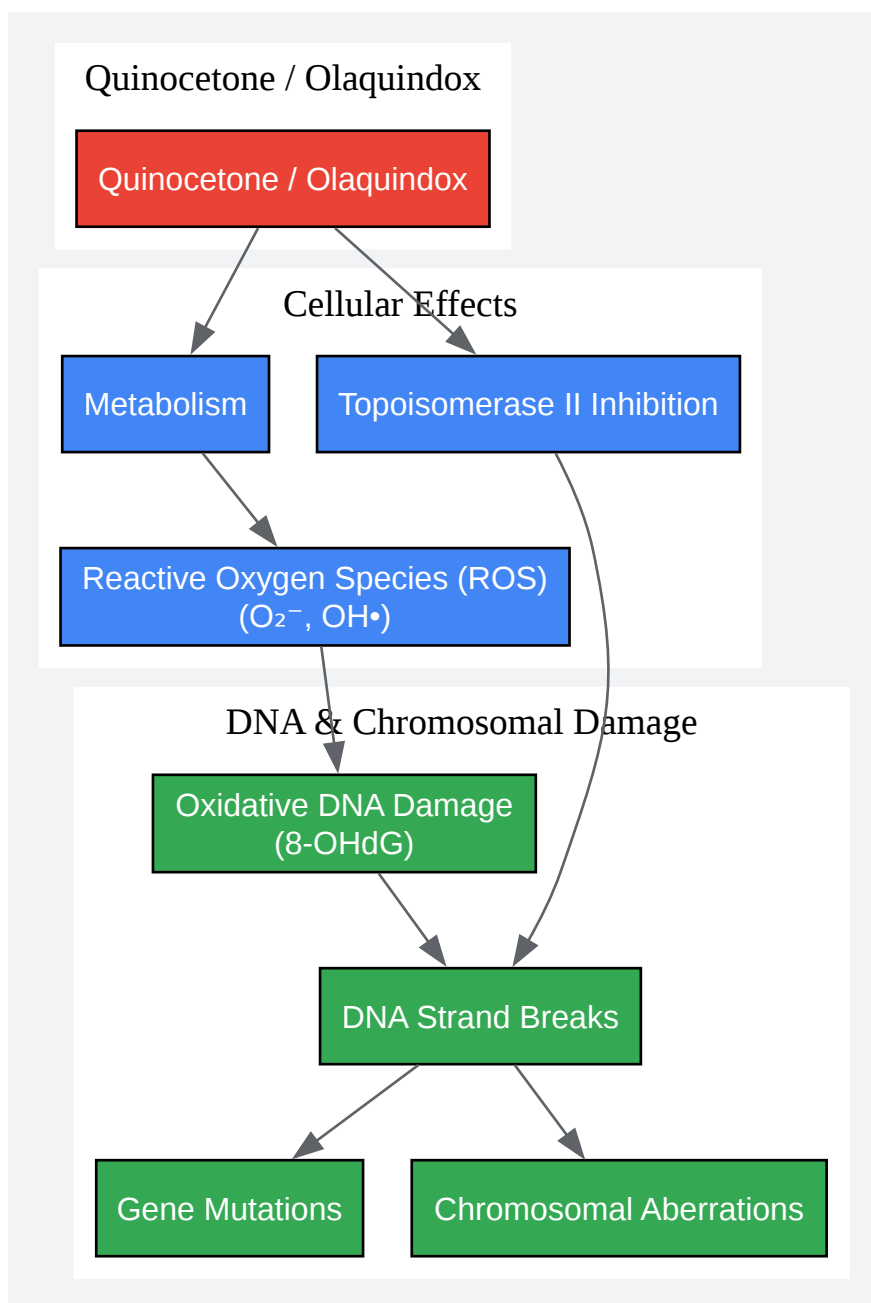 Quinocetone / Olaquindox
Quinocetone / Olaquindox
Cellular Effects
Metabolism
Topoisomerase II Inhibition
Reactive Oxygen Species (ROS)
(O₂⁻, OH•)
DNA & Chromosomal Damage
Oxidative DNA Damage
(8-OHdG)
DNA Strand Breaks
Gene Mutations
Chromosomal Aberrations